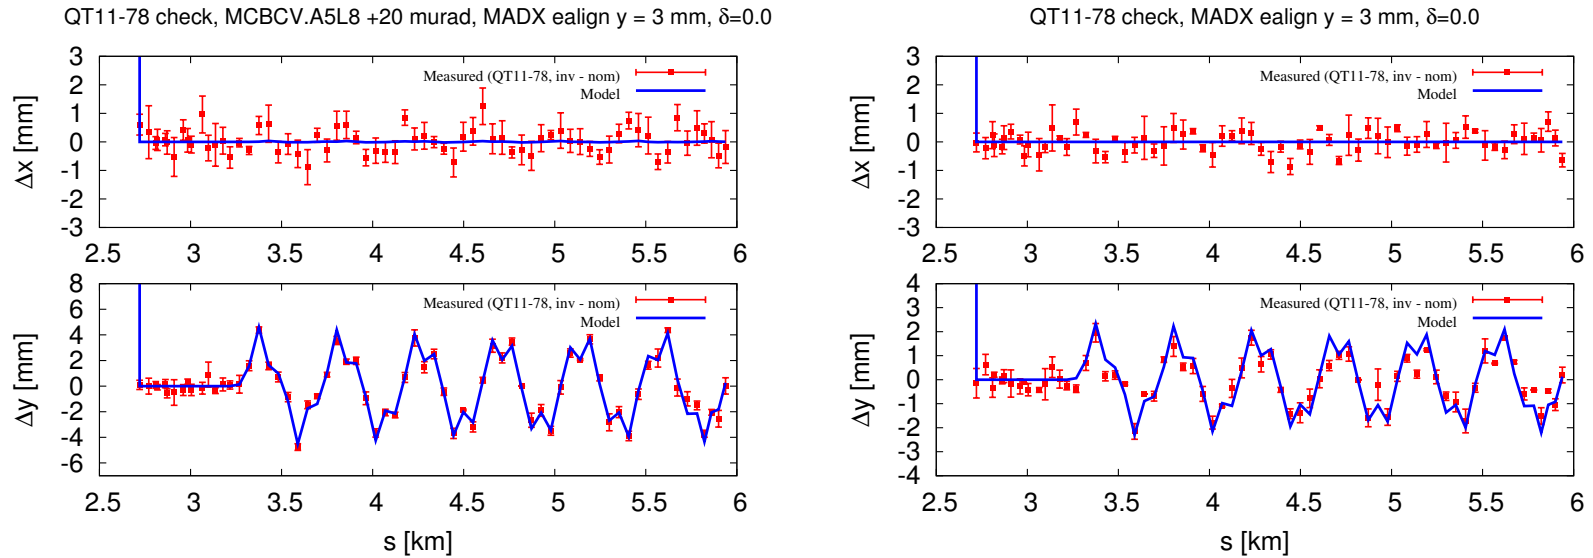 QT11-78 check, MCBCV.A5L8 +20 murad, MADX ealign y = 3 mm, δ=0.0
3
2
1
0
-1
-2
-3
Δx [mm]
Measured (QT11-78, inv - nom)
Model
2.5 3 3.5 4 4.5 5 5.5 6
8
6
4
2
0
-2
-4
-6
Δy [mm]
Measured (QT11-78, inv - nom)
Model
2.5 3 3.5 4 4.5 5 5.5 6
s [km]
QT11-78 check, MADX ealign y = 3 mm, δ=0.0
3
2
1
0
-1
-2
-3
Δx [mm]
Measured (QT11-78, inv - nom)
Model
2.5 3 3.5 4 4.5 5 5.5 6
4
3
2
1
0
-1
-2
-3
-4
Δy [mm]
Measured (QT11-78, inv - nom)
Model
2.5 3 3.5 4 4.5 5 5.5 6
s [km]